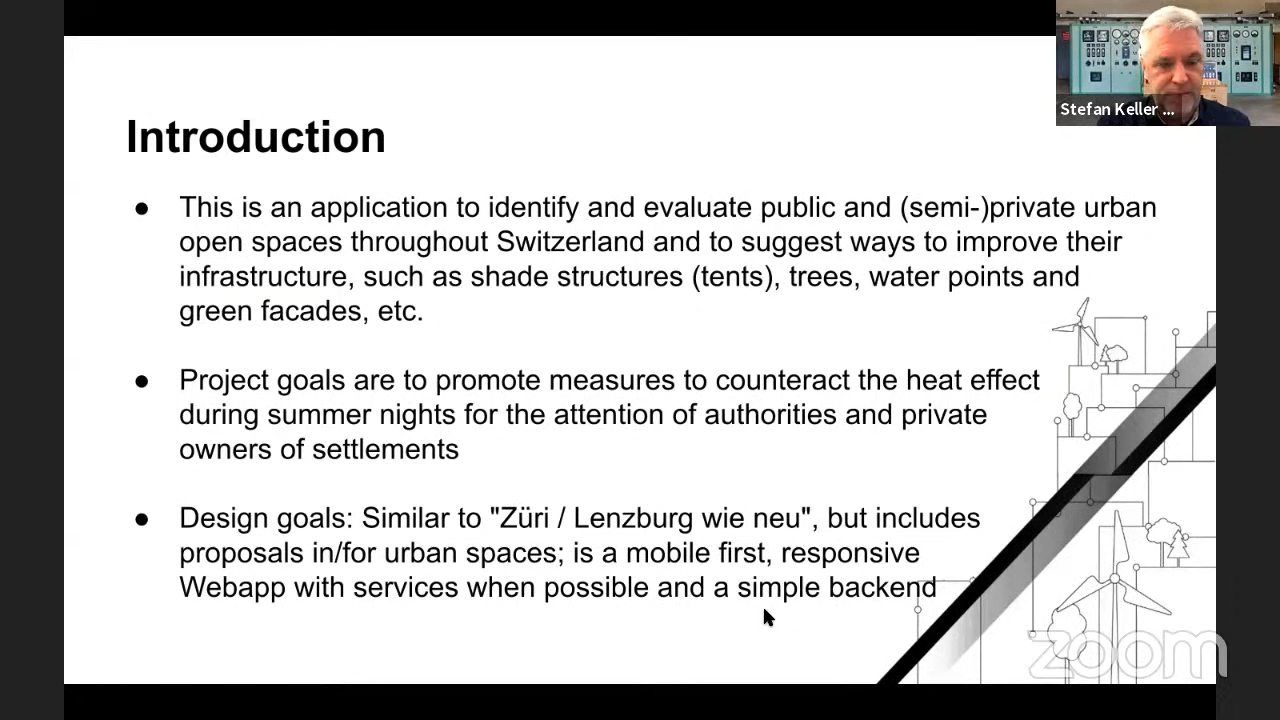 Stefan Keller ...
Introduction
● This is an application to identify and evaluate public and (semi-)private urban
open spaces throughout Switzerland and to suggest ways to improve their
infrastructure, such as shade structures (tents), trees, water points and
green facades, etc.
● Project goals are to promote measures to counteract the heat effect
during summer nights for the attention of authorities and private
owners of settlements
● Design goals: Similar to "Züri / Lenzburg wie neu", but includes
proposals in/for urban spaces; is a mobile first, responsive
Webapp with services when possible and a simple backend
zoom